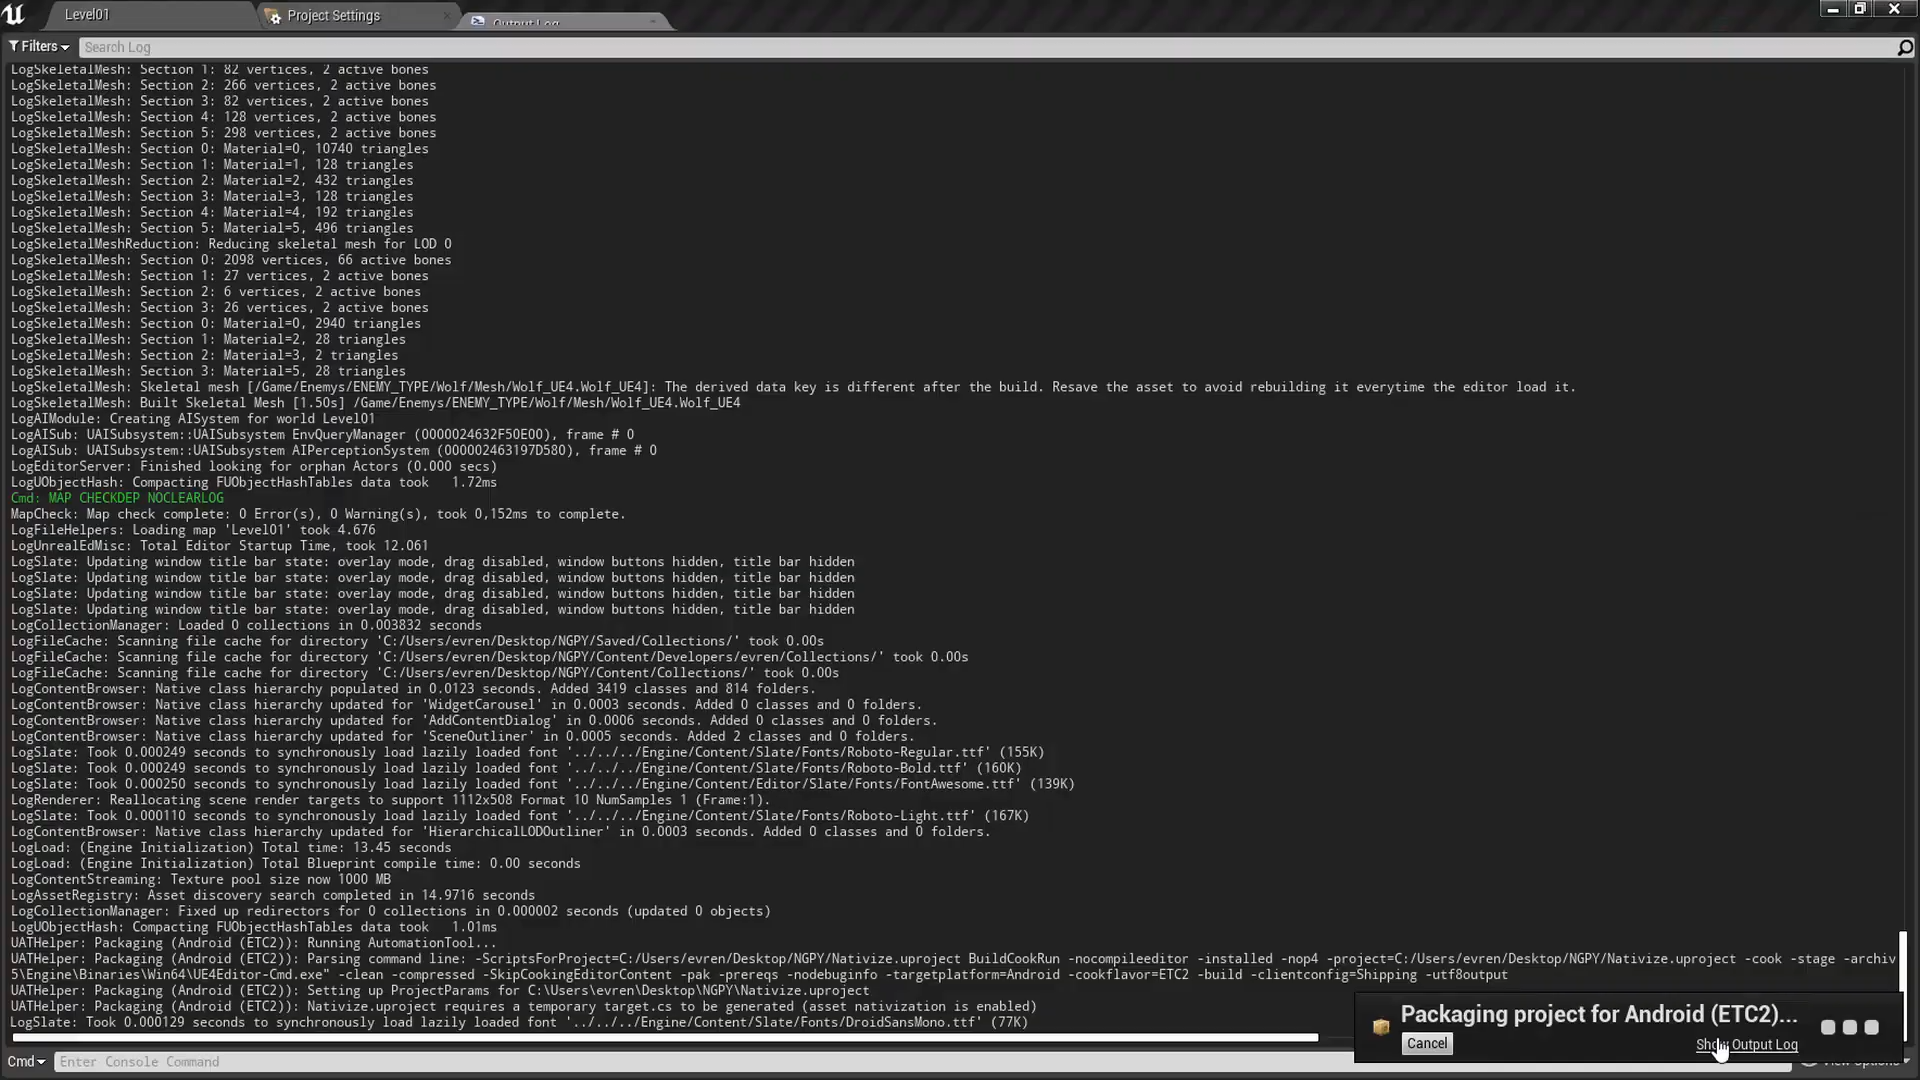 Level01
Project Settings
Output Log
Filters
Search Log
LogSkeletalMesh: Section 1: 82 vertices, 2 active bones
LogSkeletalMesh: Section 2: 266 vertices, 2 active bones
LogSkeletalMesh: Section 3: 82 vertices, 2 active bones
LogSkeletalMesh: Section 4: 128 vertices, 2 active bones
LogSkeletalMesh: Section 5: 298 vertices, 2 active bones
LogSkeletalMesh: Section 0: Material=0, 10740 triangles
LogSkeletalMesh: Section 1: Material=1, 128 triangles
LogSkeletalMesh: Section 2: Material=2, 432 triangles
LogSkeletalMesh: Section 3: Material=3, 128 triangles
LogSkeletalMesh: Section 4: Material=4, 192 triangles
LogSkeletalMesh: Section 5: Material=5, 496 triangles
LogSkeletalMeshReduction: Reducing skeletal mesh for LOD 0
LogSkeletalMesh: Section 0: 2098 vertices, 66 active bones
LogSkeletalMesh: Section 1: 27 vertices, 2 active bones
LogSkeletalMesh: Section 2: 6 vertices, 2 active bones
LogSkeletalMesh: Section 3: 26 vertices, 2 active bones
LogSkeletalMesh: Section 0: Material=0, 2940 triangles
LogSkeletalMesh: Section 1: Material=2, 28 triangles
LogSkeletalMesh: Section 2: Material=3, 2 triangles
LogSkeletalMesh: Section 3: Material=5, 28 triangles
LogSkeletalMesh: Skeletal mesh [/Game/Enemys/ENEMY_TYPE/Wolf/Mesh/Wolf_UE4.Wolf_UE4]: The derived data key is different after the build. Resave the asset to avoid rebuilding it everytime the editor load it.
LogSkeletalMesh: Built Skeletal Mesh [1.50s] /Game/Enemys/ENEMY_TYPE/Wolf/Mesh/Wolf_UE4.Wolf_UE4
LogAIModule: Creating AISystem for world Level01
LogAISub: UAISubsystem::UAISubsystem EnvQueryManager (0000024632F50E00), frame # 0
LogAISub: UAISubsystem::UAISubsystem AIPerceptionSystem (000002463197D580), frame # 0
LogEditorServer: Finished looking for orphan Actors (0.000 secs)
LogUObjectHash: Compacting FUObjectHashTables data took   1.72ms
Cmd: MAP CHECKDEP NOCLEARLOG
MapCheck: Map check complete: 0 Error(s), 0 Warning(s), took 0,152ms to complete.
LogFileHelpers: Loading map 'Level01' took 4.676
LogUnrealEdMisc: Total Editor Startup Time, took 12.061
LogSlate: Updating window title bar state: overlay mode, drag disabled, window buttons hidden, title bar hidden
LogSlate: Updating window title bar state: overlay mode, drag disabled, window buttons hidden, title bar hidden
LogSlate: Updating window title bar state: overlay mode, drag disabled, window buttons hidden, title bar hidden
LogSlate: Updating window title bar state: overlay mode, drag disabled, window buttons hidden, title bar hidden
LogCollectionManager: Loaded 0 collections in 0.003832 seconds
LogFileCache: Scanning file cache for directory 'C:/Users/evren/Desktop/NGPY/Saved/Collections/' took 0.00s
LogFileCache: Scanning file cache for directory 'C:/Users/evren/Desktop/NGPY/Content/Developers/evren/Collections/' took 0.00s
LogFileCache: Scanning file cache for directory 'C:/Users/evren/Desktop/NGPY/Content/Collections/' took 0.00s
LogContentBrowser: Native class hierarchy populated in 0.0123 seconds. Added 3419 classes and 814 folders.
LogContentBrowser: Native class hierarchy updated for 'WidgetCarousel' in 0.0003 seconds. Added 0 classes and 0 folders.
LogContentBrowser: Native class hierarchy updated for 'AddContentDialog' in 0.0006 seconds. Added 0 classes and 0 folders.
LogContentBrowser: Native class hierarchy updated for 'SceneOutliner' in 0.0005 seconds. Added 2 classes and 0 folders.
LogSlate: Took 0.000249 seconds to synchronously load lazily loaded font '../../../Engine/Content/Slate/Fonts/Roboto-Regular.ttf' (155K)
LogSlate: Took 0.000249 seconds to synchronously load lazily loaded font '../../../Engine/Content/Slate/Fonts/Roboto-Bold.ttf' (160K)
LogSlate: Took 0.000250 seconds to synchronously load lazily loaded font '../../../Engine/Content/Editor/Slate/Fonts/FontAwesome.ttf' (139K)
LogRenderer: Reallocating scene render targets to support 1112x508 Format 10 NumSamples 1 (Frame:1).
LogSlate: Took 0.000110 seconds to synchronously load lazily loaded font '../../../Engine/Content/Slate/Fonts/Roboto-Light.ttf' (167K)
LogContentBrowser: Native class hierarchy updated for 'HierarchicalLODOutliner' in 0.0003 seconds. Added 0 classes and 0 folders.
LogLoad: (Engine Initialization) Total time: 13.45 seconds
LogLoad: (Engine Initialization) Total Blueprint compile time: 0.00 seconds
LogContentStreaming: Texture pool size now 1000 MB
LogAssetRegistry: Asset discovery search completed in 14.9716 seconds
LogCollectionManager: Fixed up redirectors for 0 collections in 0.000002 seconds (updated 0 objects)
LogUObjectHash: Compacting FUObjectHashTables data took   1.01ms
UATHelper: Packaging (Android (ETC2)): Running AutomationTool...
UATHelper: Packaging (Android (ETC2)): Parsing command line: -ScriptsForProject=C:/Users/evren/Desktop/NGPY/Nativize.uproject BuildCookRun -nocompileeditor -installed -nop4 -project=C:/Users/evren/Desktop/NGPY/Nativize.uproject -cook -stage -archiv
5\Engine\Binaries\Win64\UE4Editor-Cmd.exe" -clean -compressed -SkipCookingEditorContent -pak -prereqs -nodebuginfo -targetplatform=Android -cookflavor=ETC2 -build -clientconfig=Shipping -utf8output
UATHelper: Packaging (Android (ETC2)): Setting up ProjectParams for C:\Users\evren\Desktop\NGPY\Nativize.uproject
UATHelper: Packaging (Android (ETC2)): Nativize.uproject requires a temporary target.cs to be generated (asset nativization is enabled)
LogSlate: Took 0.000129 seconds to synchronously load lazily loaded font '../../../Engine/Content/Slate/Fonts/DroidSansMono.ttf' (77K)
Packaging project for Android (ETC2)...
Cancel
Show Output Log
Cmd
Enter Console Command
View Options